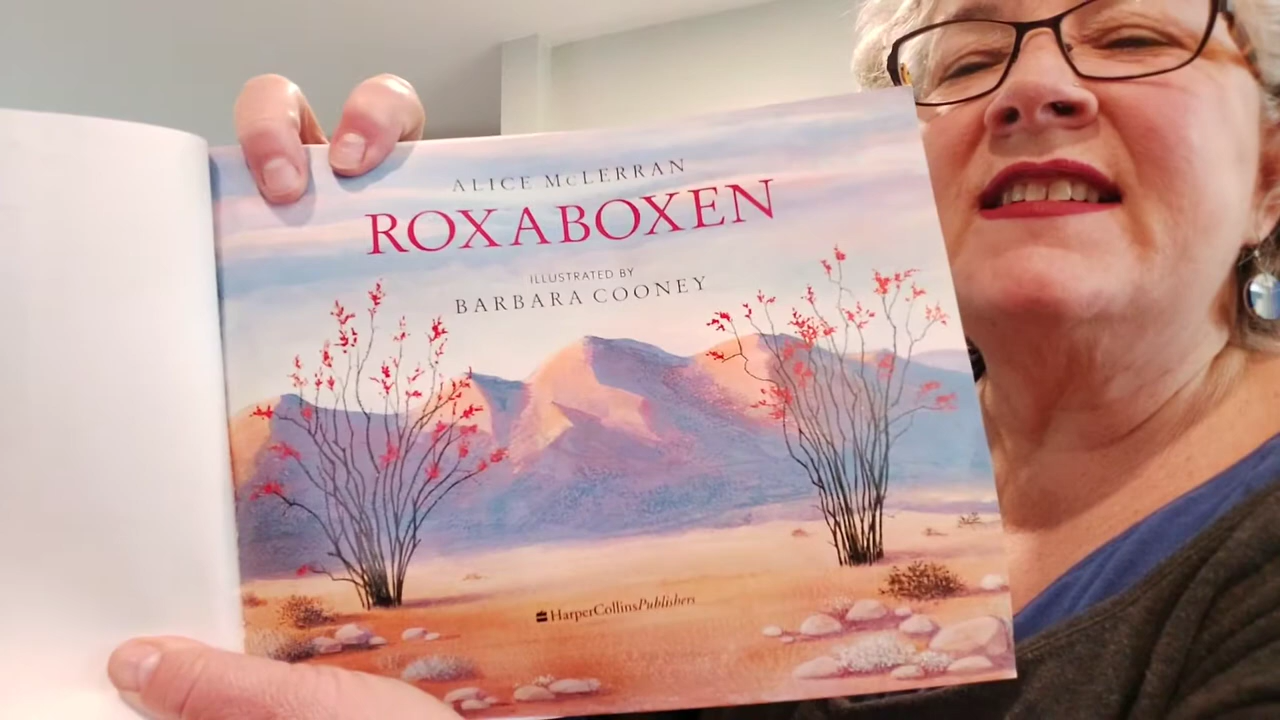 ALICE McLERRAN
ROXABOXEN
ILLUSTRATED BY
BARBARA COONEY
HarperCollinsPublishers